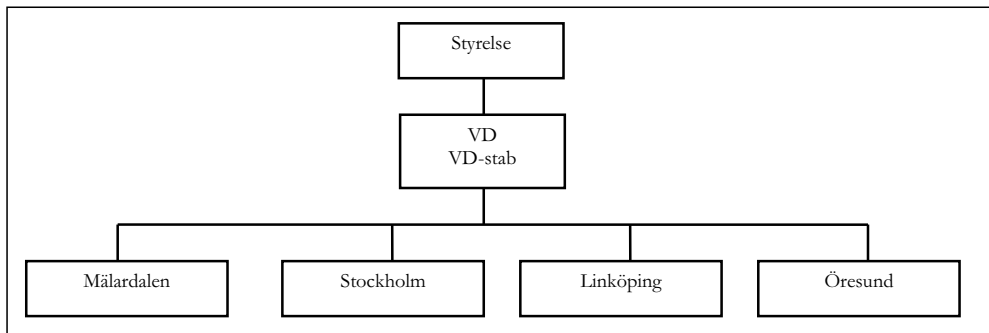 Styrelse
VD
VD-stab
Mälardalen
Stockholm
Linköping
Öresund